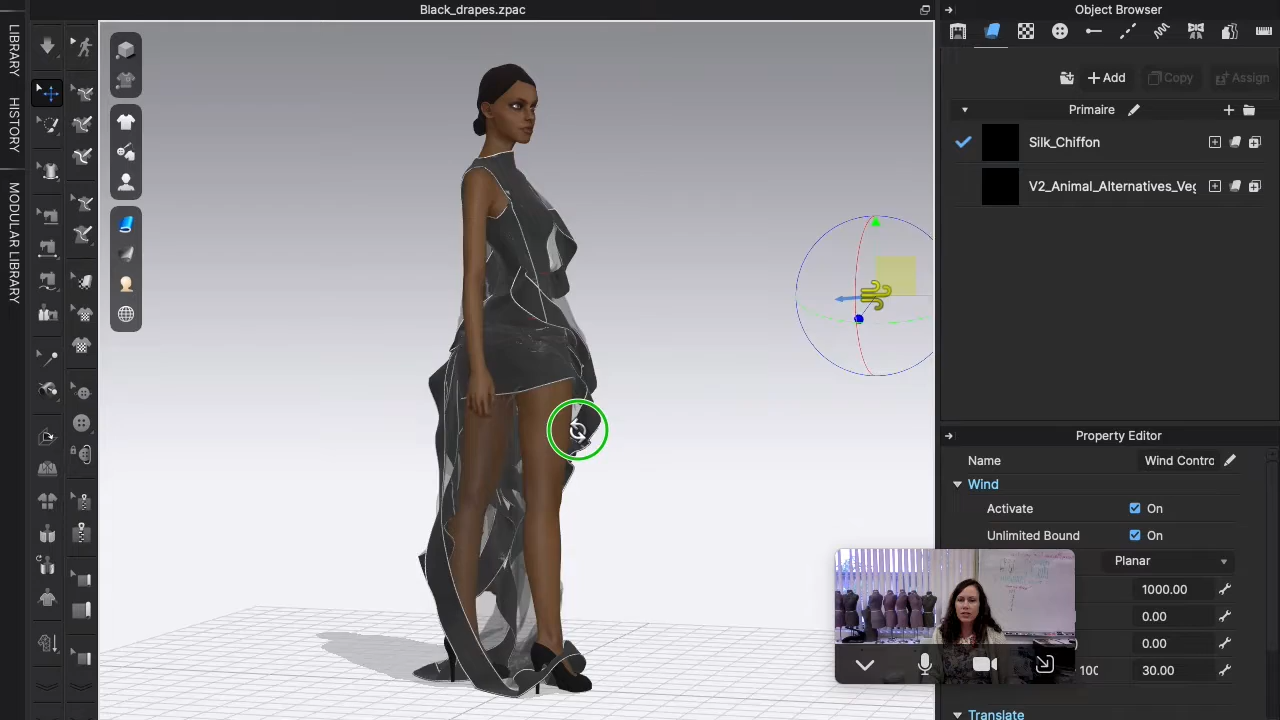 Black_drapes.zpac
Object Browser
LIBRARY
HISTORY
MODULAR LIBRARY
Add
Copy
Assign
Primaire
Silk_Chiffon
V2_Animal_Alternatives_Veg
Property Editor
Name
Wind Contro
Wind
Activate
On
Unlimited Bound
On
Planar
1000.00
0.00
0.00
100
30.00
Translate